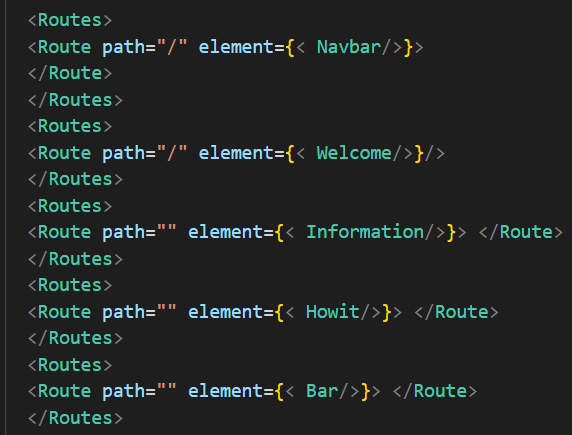 <Routes>
<Route path="/" element={< Navbar/>}>
</Route>
</Routes>
<Routes>
<Route path="/" element={< Welcome/>}/>
</Routes>
<Routes>
<Route path="" element={< Information/>}> </Route>
</Routes>
<Routes>
<Route path="" element={< Howit/>}> </Route>
</Routes>
<Routes>
<Route path="" element={< Bar/>}> </Route>
</Routes>